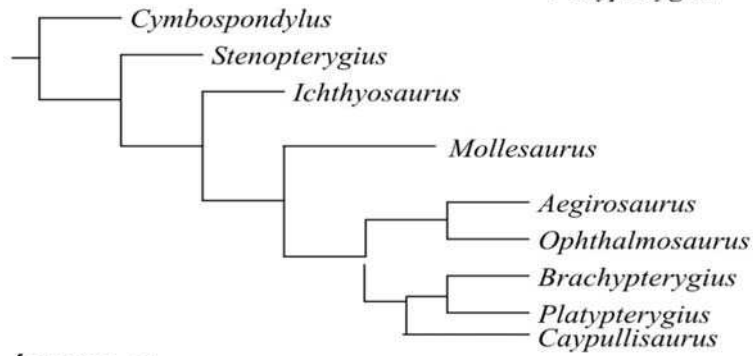 Cymbospondylus
Stenopterygius
Ichthyosaurus
Mollesaurus
Aegirosaurus
Ophthalmosaurus
Brachypterygius
Platypterygius
Caypullisaurus